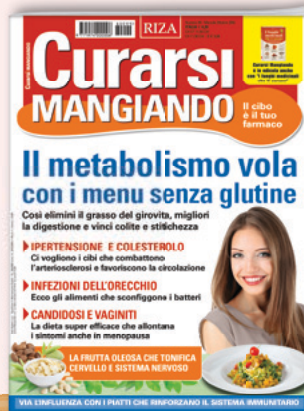 RIZA
Curarsi
MANGIANDO
Il cibo
è il tuo
farmaco
Curarsi Mangiando
Il metabolismo vola
con i menu senza glutine
Così elimini il grasso del girovita, migliori
la digestione e vinci colite e stitichezza
IPERTENSIONE E COLESTEROLO
Ci vogliono i cibi che combattono
l'arteriosclerosi e favoriscono la circolazione
INFEZIONI DELL'ORECCHIO
Ecco gli alimenti che sconfiggono i batteri
CANDIDOSI E VAGINITI
La dieta super efficace che allontana
i sintomi anche in menopausa
LA FRUTTA OLEOSA CHE TONIFICA
CERVELLO E SISTEMA NERVOSO
VIA L'INFLUENZA CON I PIATTI CHE RINFORZANO IL SISTEMA IMMUNITARIO